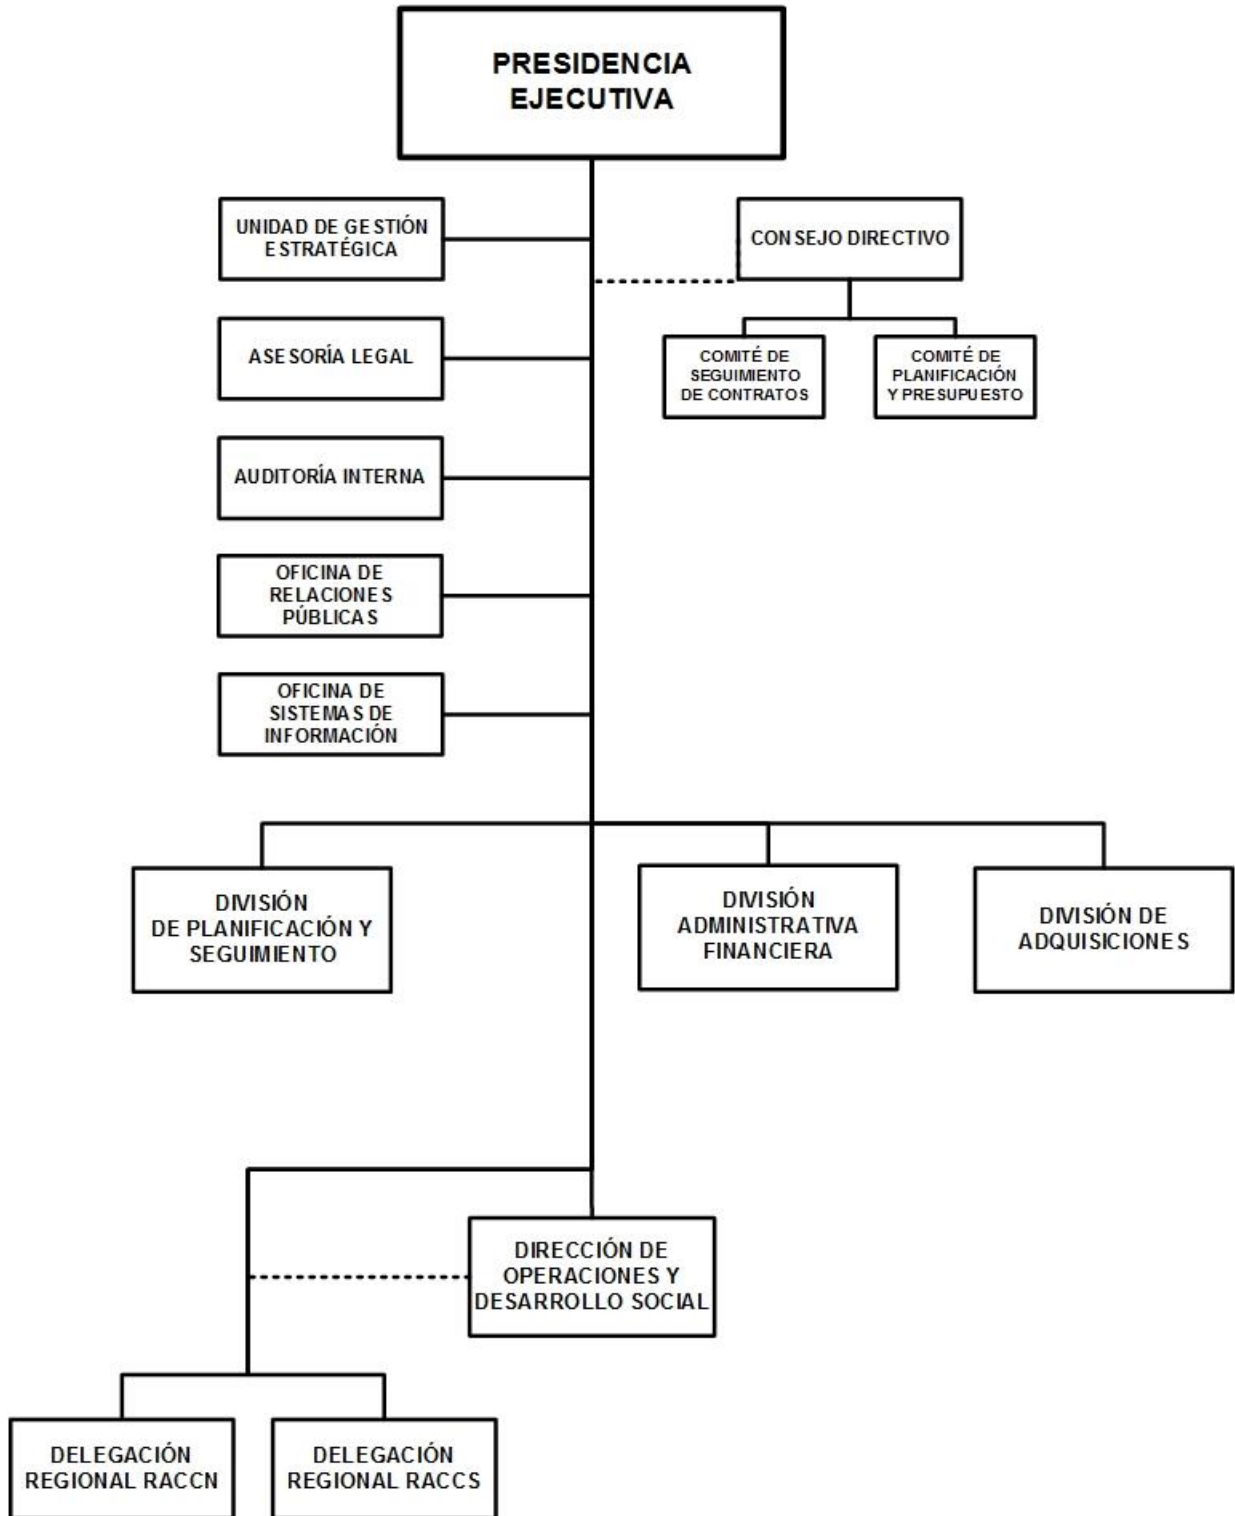 PRESIDENCIA
EJECUTIVA
UNIDAD DE GESTIÓN
ESTRATÉGICA
CONSEJO DIRECTIVO
ASESORÍA LEGAL
COMITÉ DE
SEGUIMIENTO
DE CONTRATOS
COMITÉ DE
PLANIFICACIÓN
Y PRESUPUESTO
AUDITORÍA INTERNA
OFICINA DE
RELACIONES
PÚBLICAS
OFICINA DE
SISTEMAS DE
INFORMACIÓN
DIVISIÓN
DE PLANIFICACIÓN Y
SEGUIMIENTO
DIVISIÓN
ADMINISTRATIVA
FINANCIERA
DIVISIÓN DE
ADQUISICIONES
DIRECCIÓN DE
OPERACIONES Y
DESARROLLO SOCIAL
DELEGACIÓN
REGIONAL RACCN
DELEGACIÓN
REGIONAL RACCS